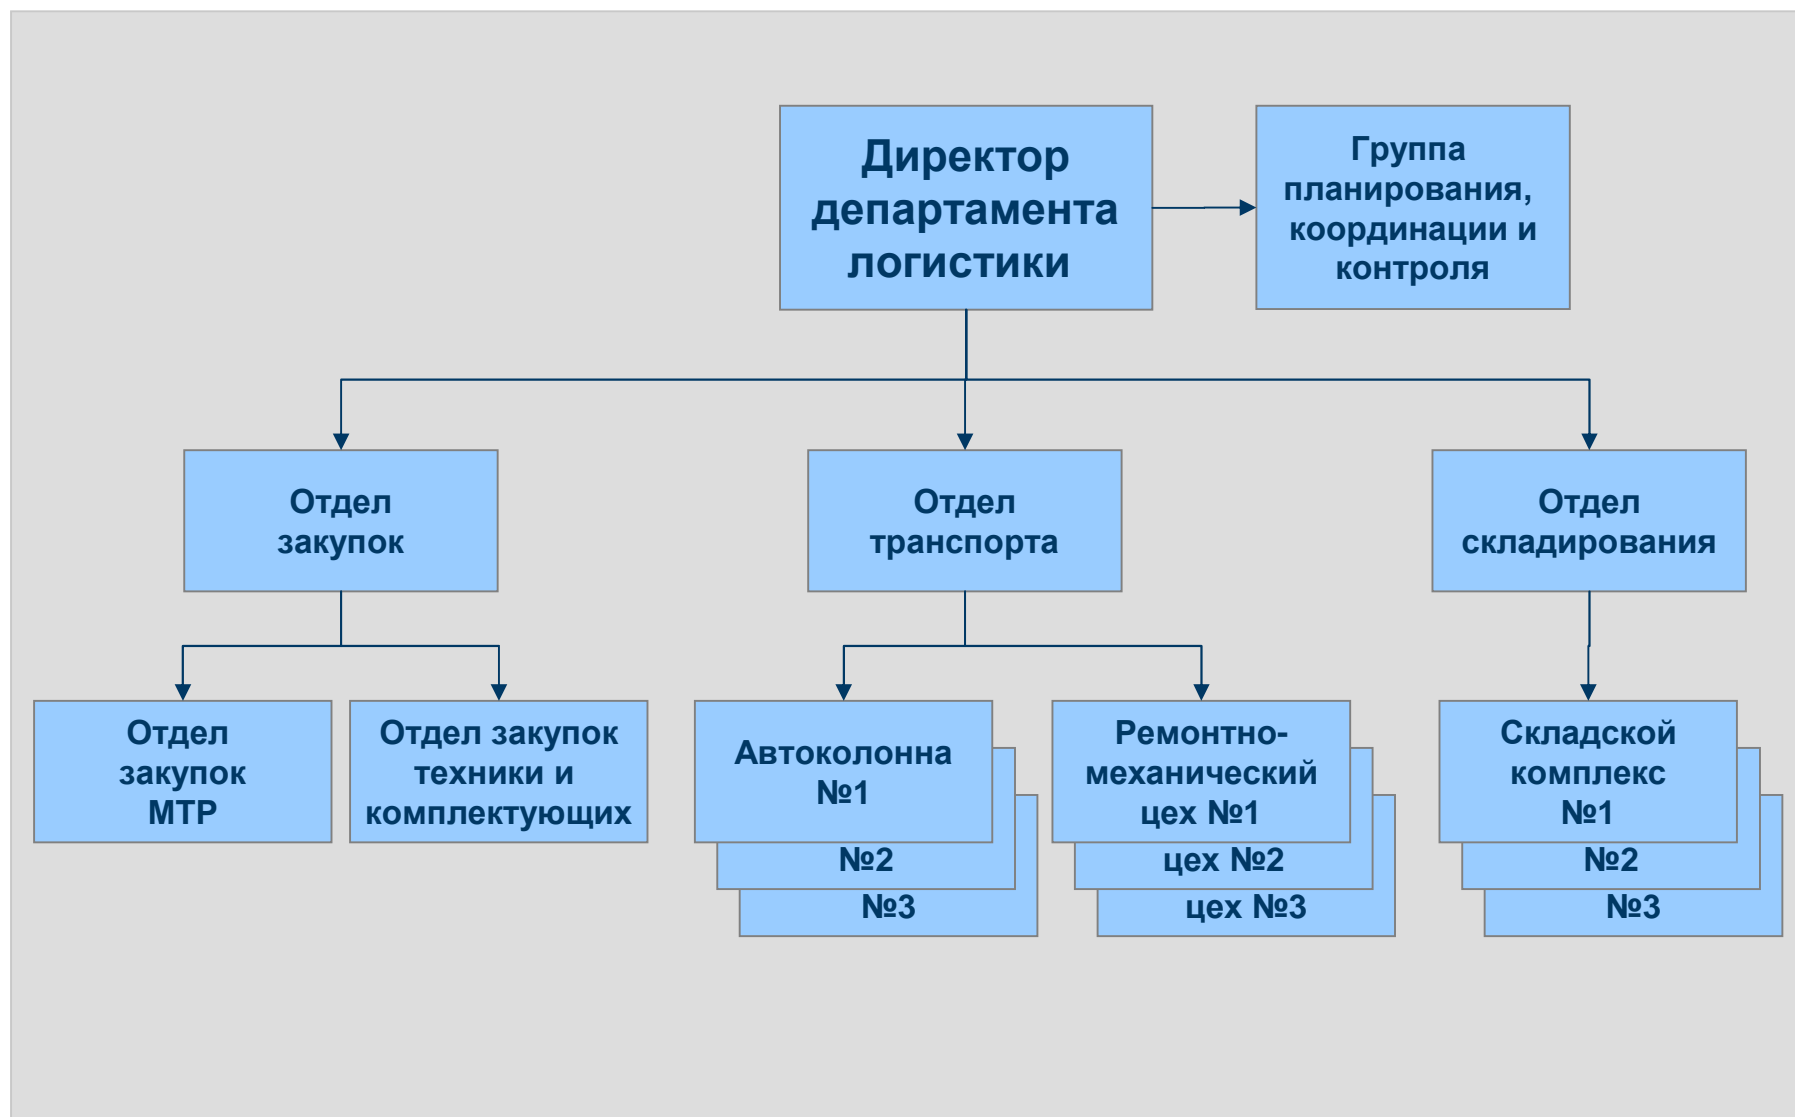 Директор
департамента
логистики
Группа
планирования,
координации и
контроля
Отдел
закупок
Отдел
транспорта
Отдел
складирования
Отдел
закупок
МТР
Отдел закупок
техники и
комплектующих
Автоколонна
№1
№2
№3
Ремонтно-
механический
цех №1
цех №2
цех №3
Складской
комплекс
№1
№2
№3